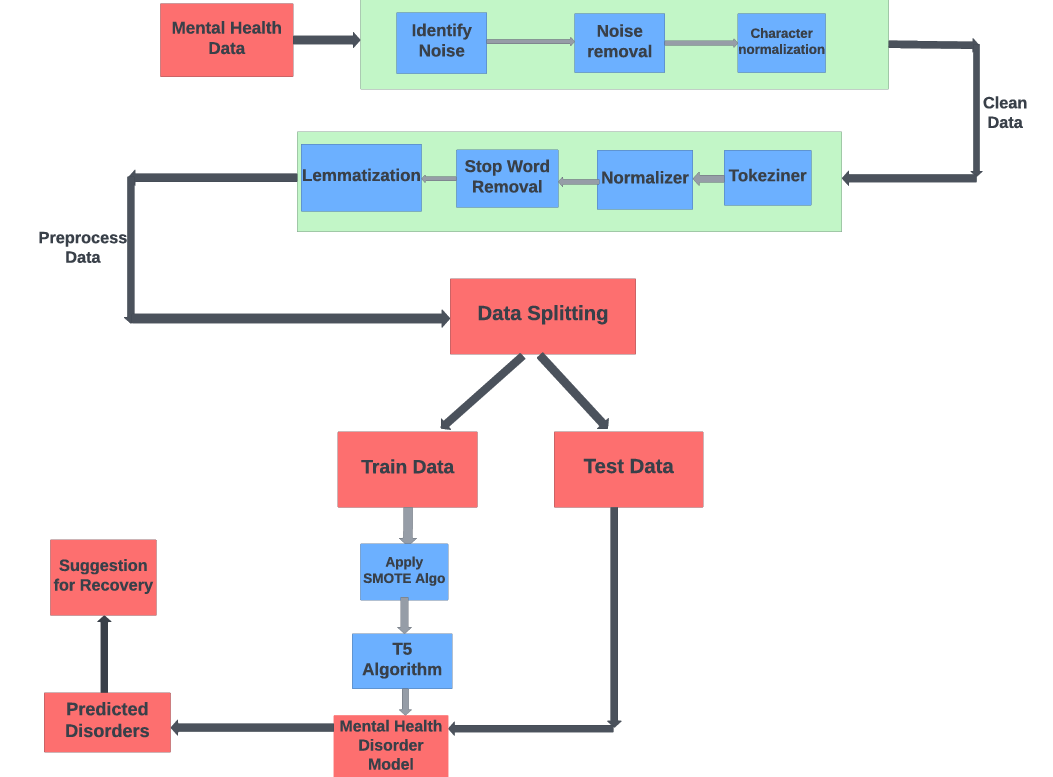 Mental Health
Data
Identify
Noise
Noise
removal
Character
normalization
Clean
Data
Lemmatization
Stop Word
Removal
Normalizer
Tokeziner
Preprocess
Data
Data Splitting
Train Data
Test Data
Apply
SMOTE Algo
Suggestion
for Recovery
T5
Algorithm
Predicted
Disorders
Mental Health
Disorder
Model